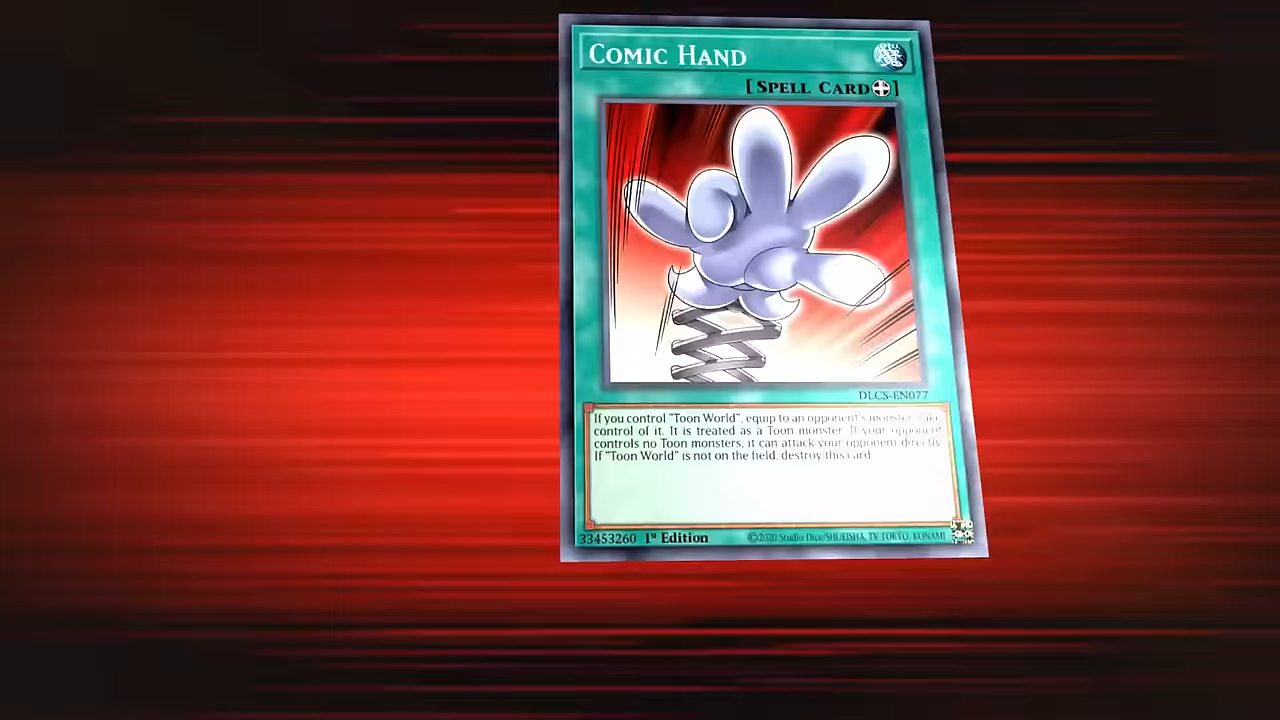 COMIC HAND
[SPELL CARD]
DLCS-EN077
If you control "Toon World", equip to an opponent's monster. Take
control of it. It is treated as a Toon monster. If your opponent
controls no Toon monsters, it can attack your opponent directly.
If "Toon World" is not on the field, destroy this card.
33453260 1st Edition ©2020 Studio Dice/SHUEISHA, TV TOKYO, KONAMI